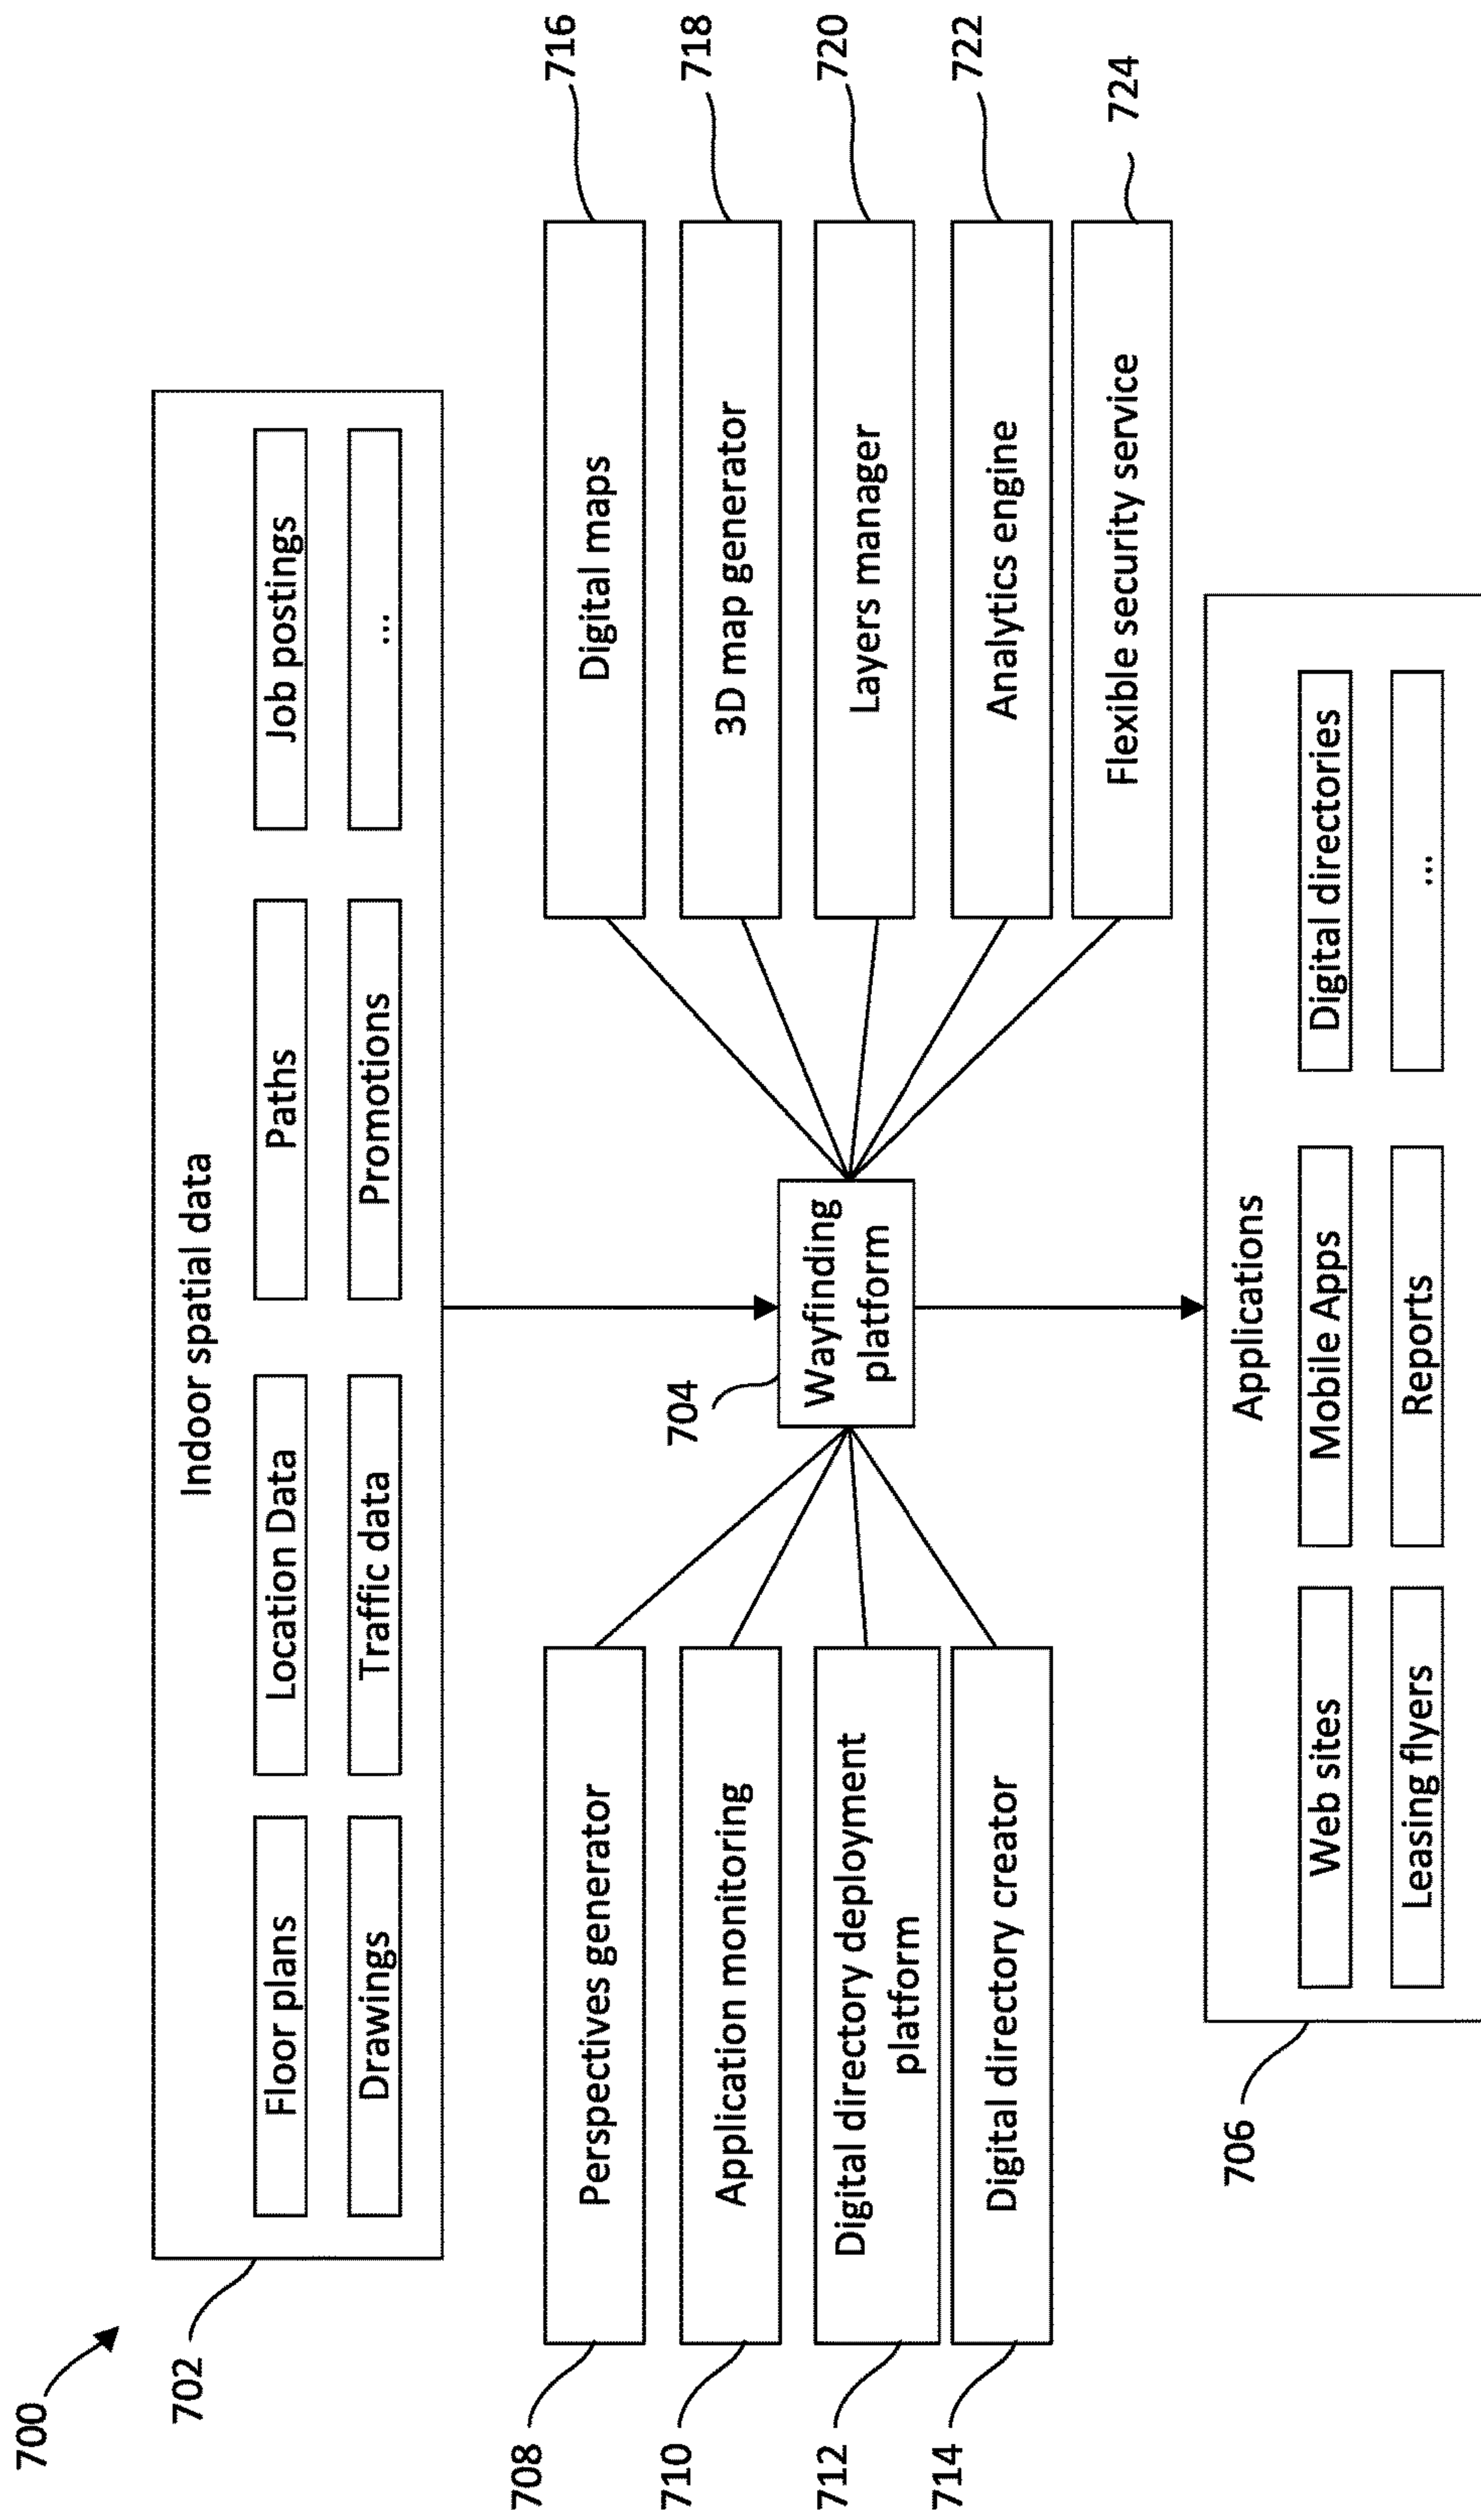 700
702
Indoor spatial data
Floor plans
Location Data
Paths
Job postings
Drawings
Traffic data
Promotions
...
708
Perspectives generator
710
Application monitoring
712
Digital directory deployment
platform
714
Digital directory creator
704
Wayfinding
platform
Digital maps
716
3D map generator
718
Layers manager
720
Analytics engine
722
Flexible security service
724
706
Applications
Web sites
Mobile Apps
Digital directories
Leasing flyers
Reports
...